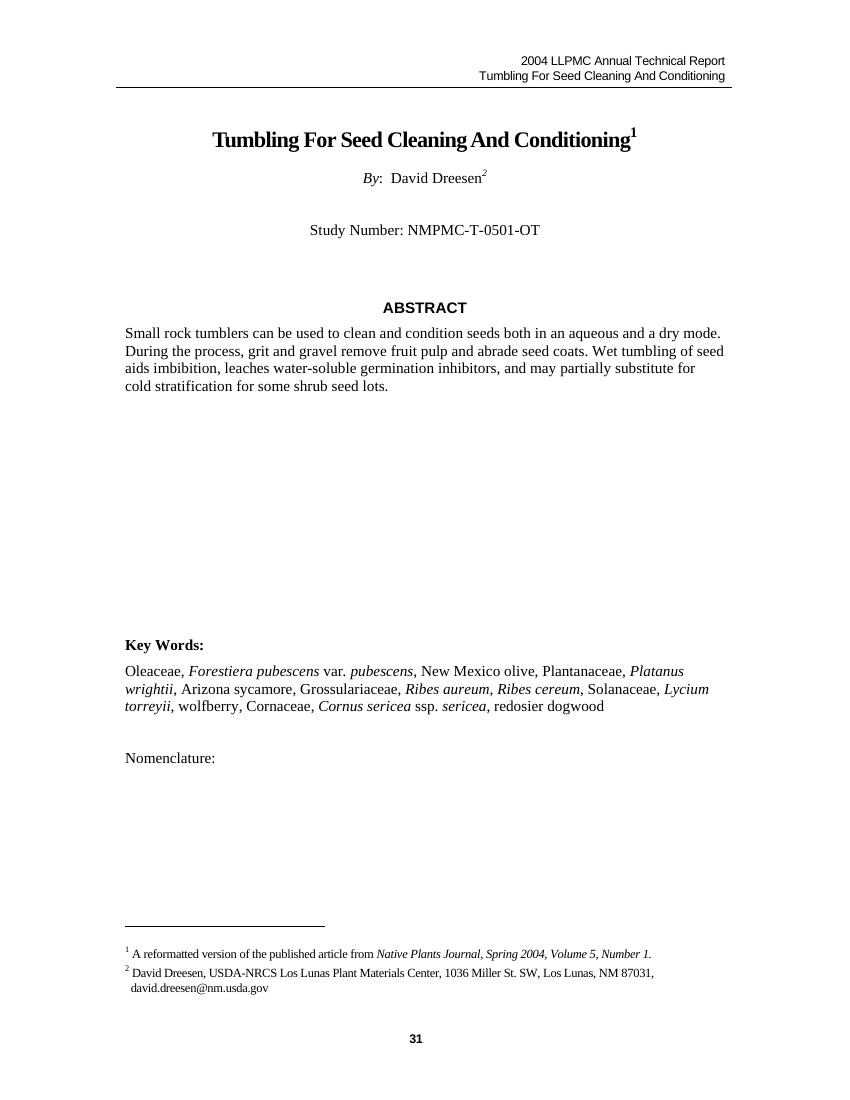 2004 LLPMC Annual Technical Report
Tumbling For Seed Cleaning And Conditioning
Tumbling For Seed Cleaning And Conditioning1
By: David Dreesen2
Study Number: NMPMC-T-0501-OT
ABSTRACT
Small rock tumblers can be used to clean and condition seeds both in an aqueous and a dry mode.
During the process, grit and gravel remove fruit pulp and abrade seed coats. Wet tumbling of seed
aids imbibition, leaches water-soluble germination inhibitors, and may partially substitute for
cold stratification for some shrub seed lots.
Key Words:
Oleaceae, Forestiera pubescens var. pubescens, New Mexico olive, Plantanaceae, Platanus
wrightii, Arizona sycamore, Grossulariaceae, Ribes aureum, Ribes cereum, Solanaceae, Lycium
torreyii, wolfberry, Cornaceae, Cornus sericea ssp. sericea, redosier dogwood
Nomenclature:
1 A reformatted version of the published article from Native Plants Journal, Spring 2004, Volume 5, Number 1.
2 David Dreesen, USDA-NRCS Los Lunas Plant Materials Center, 1036 Miller St. SW, Los Lunas, NM 87031,
david.dreesen@nm.usda.gov
31